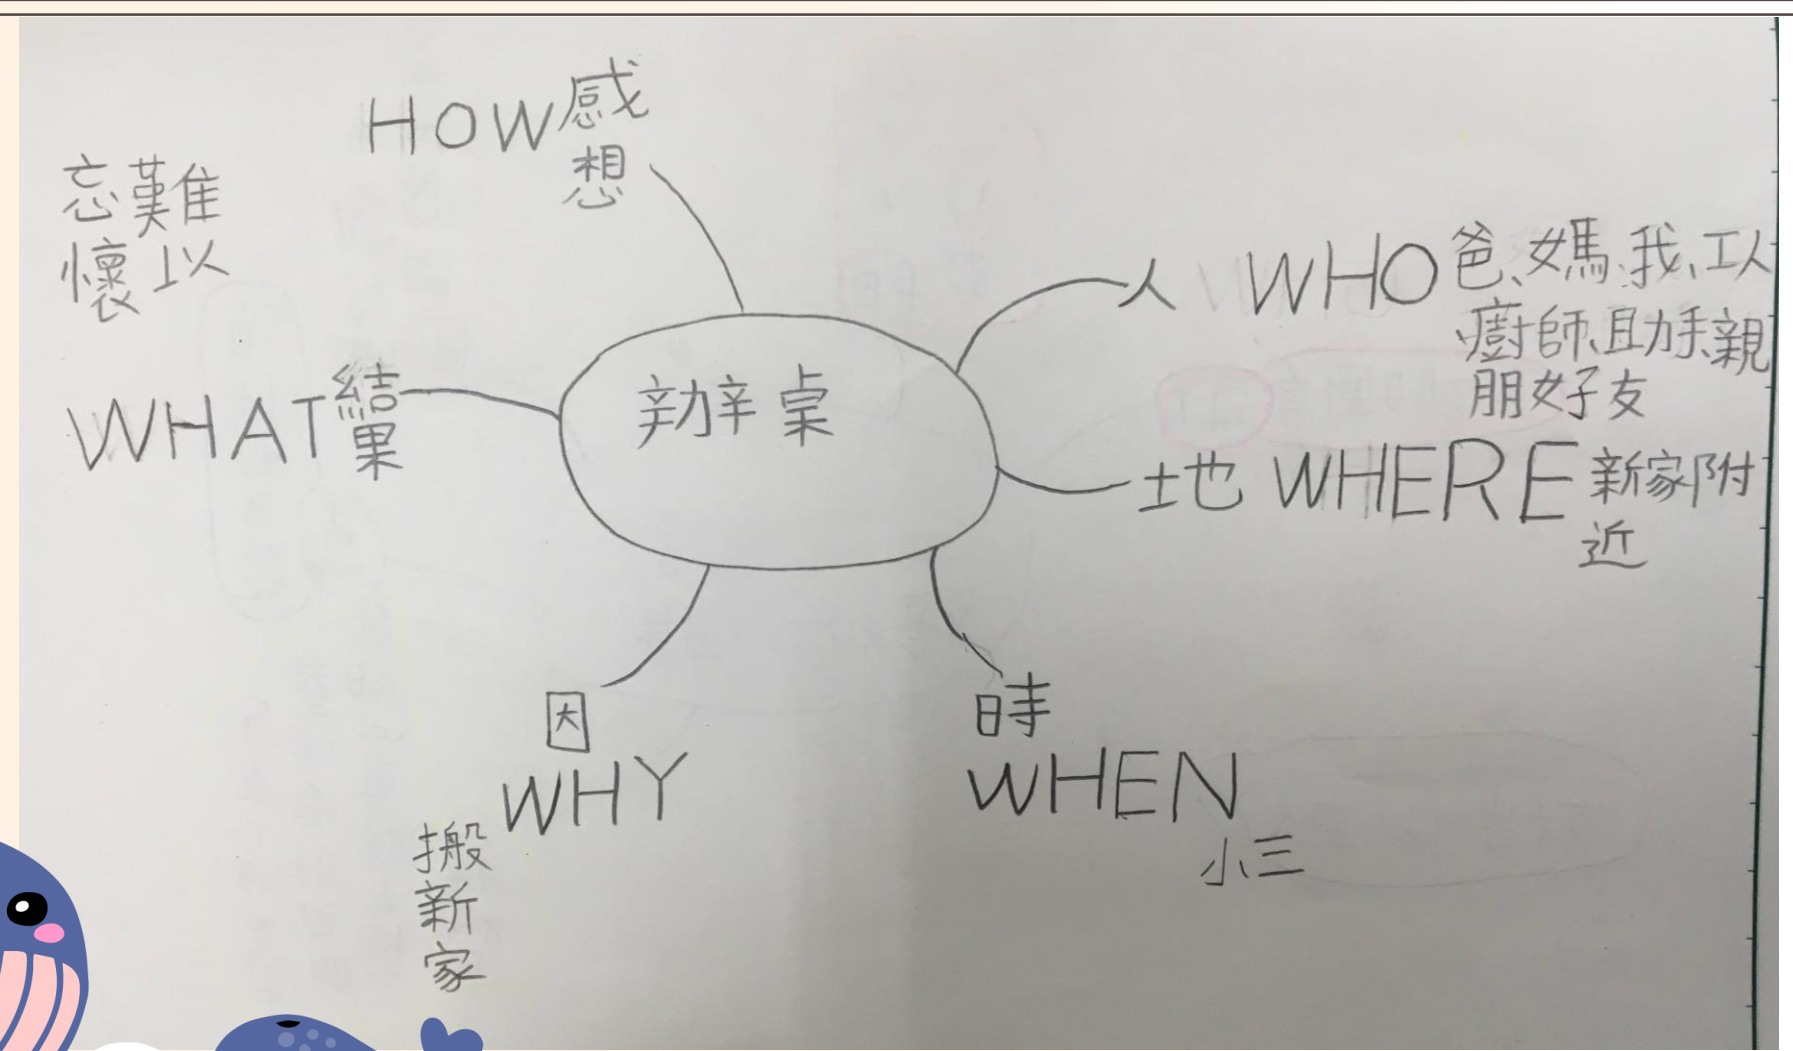 HOW感
想
難以
忘懷
人 WHO爸、媽、我、工人
、廚師、助手、親
朋好友
WHAT結
果
辦桌
地 WHERE新家附
近
因
WHY
搬新家
時
WHEN
小三